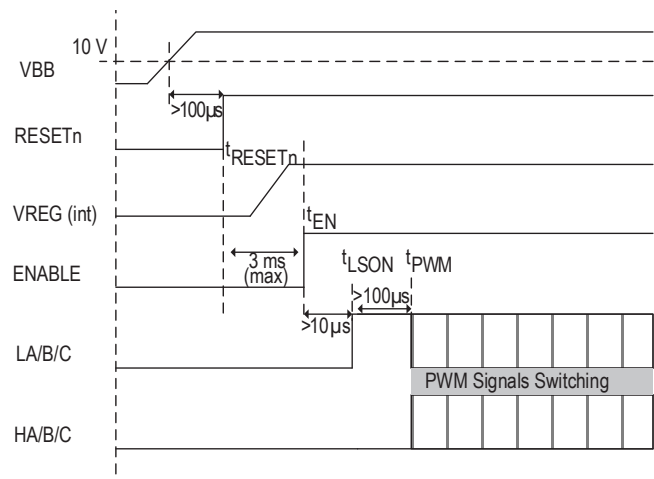 10 V
VBB
>100µs
RESETn
tRESETn
VREG (int)
tEN
3 ms
(max)
ENABLE
tLSON
tPWM
>100µs
>10µs
LA/B/C
PWM Signals Switching
HA/B/C